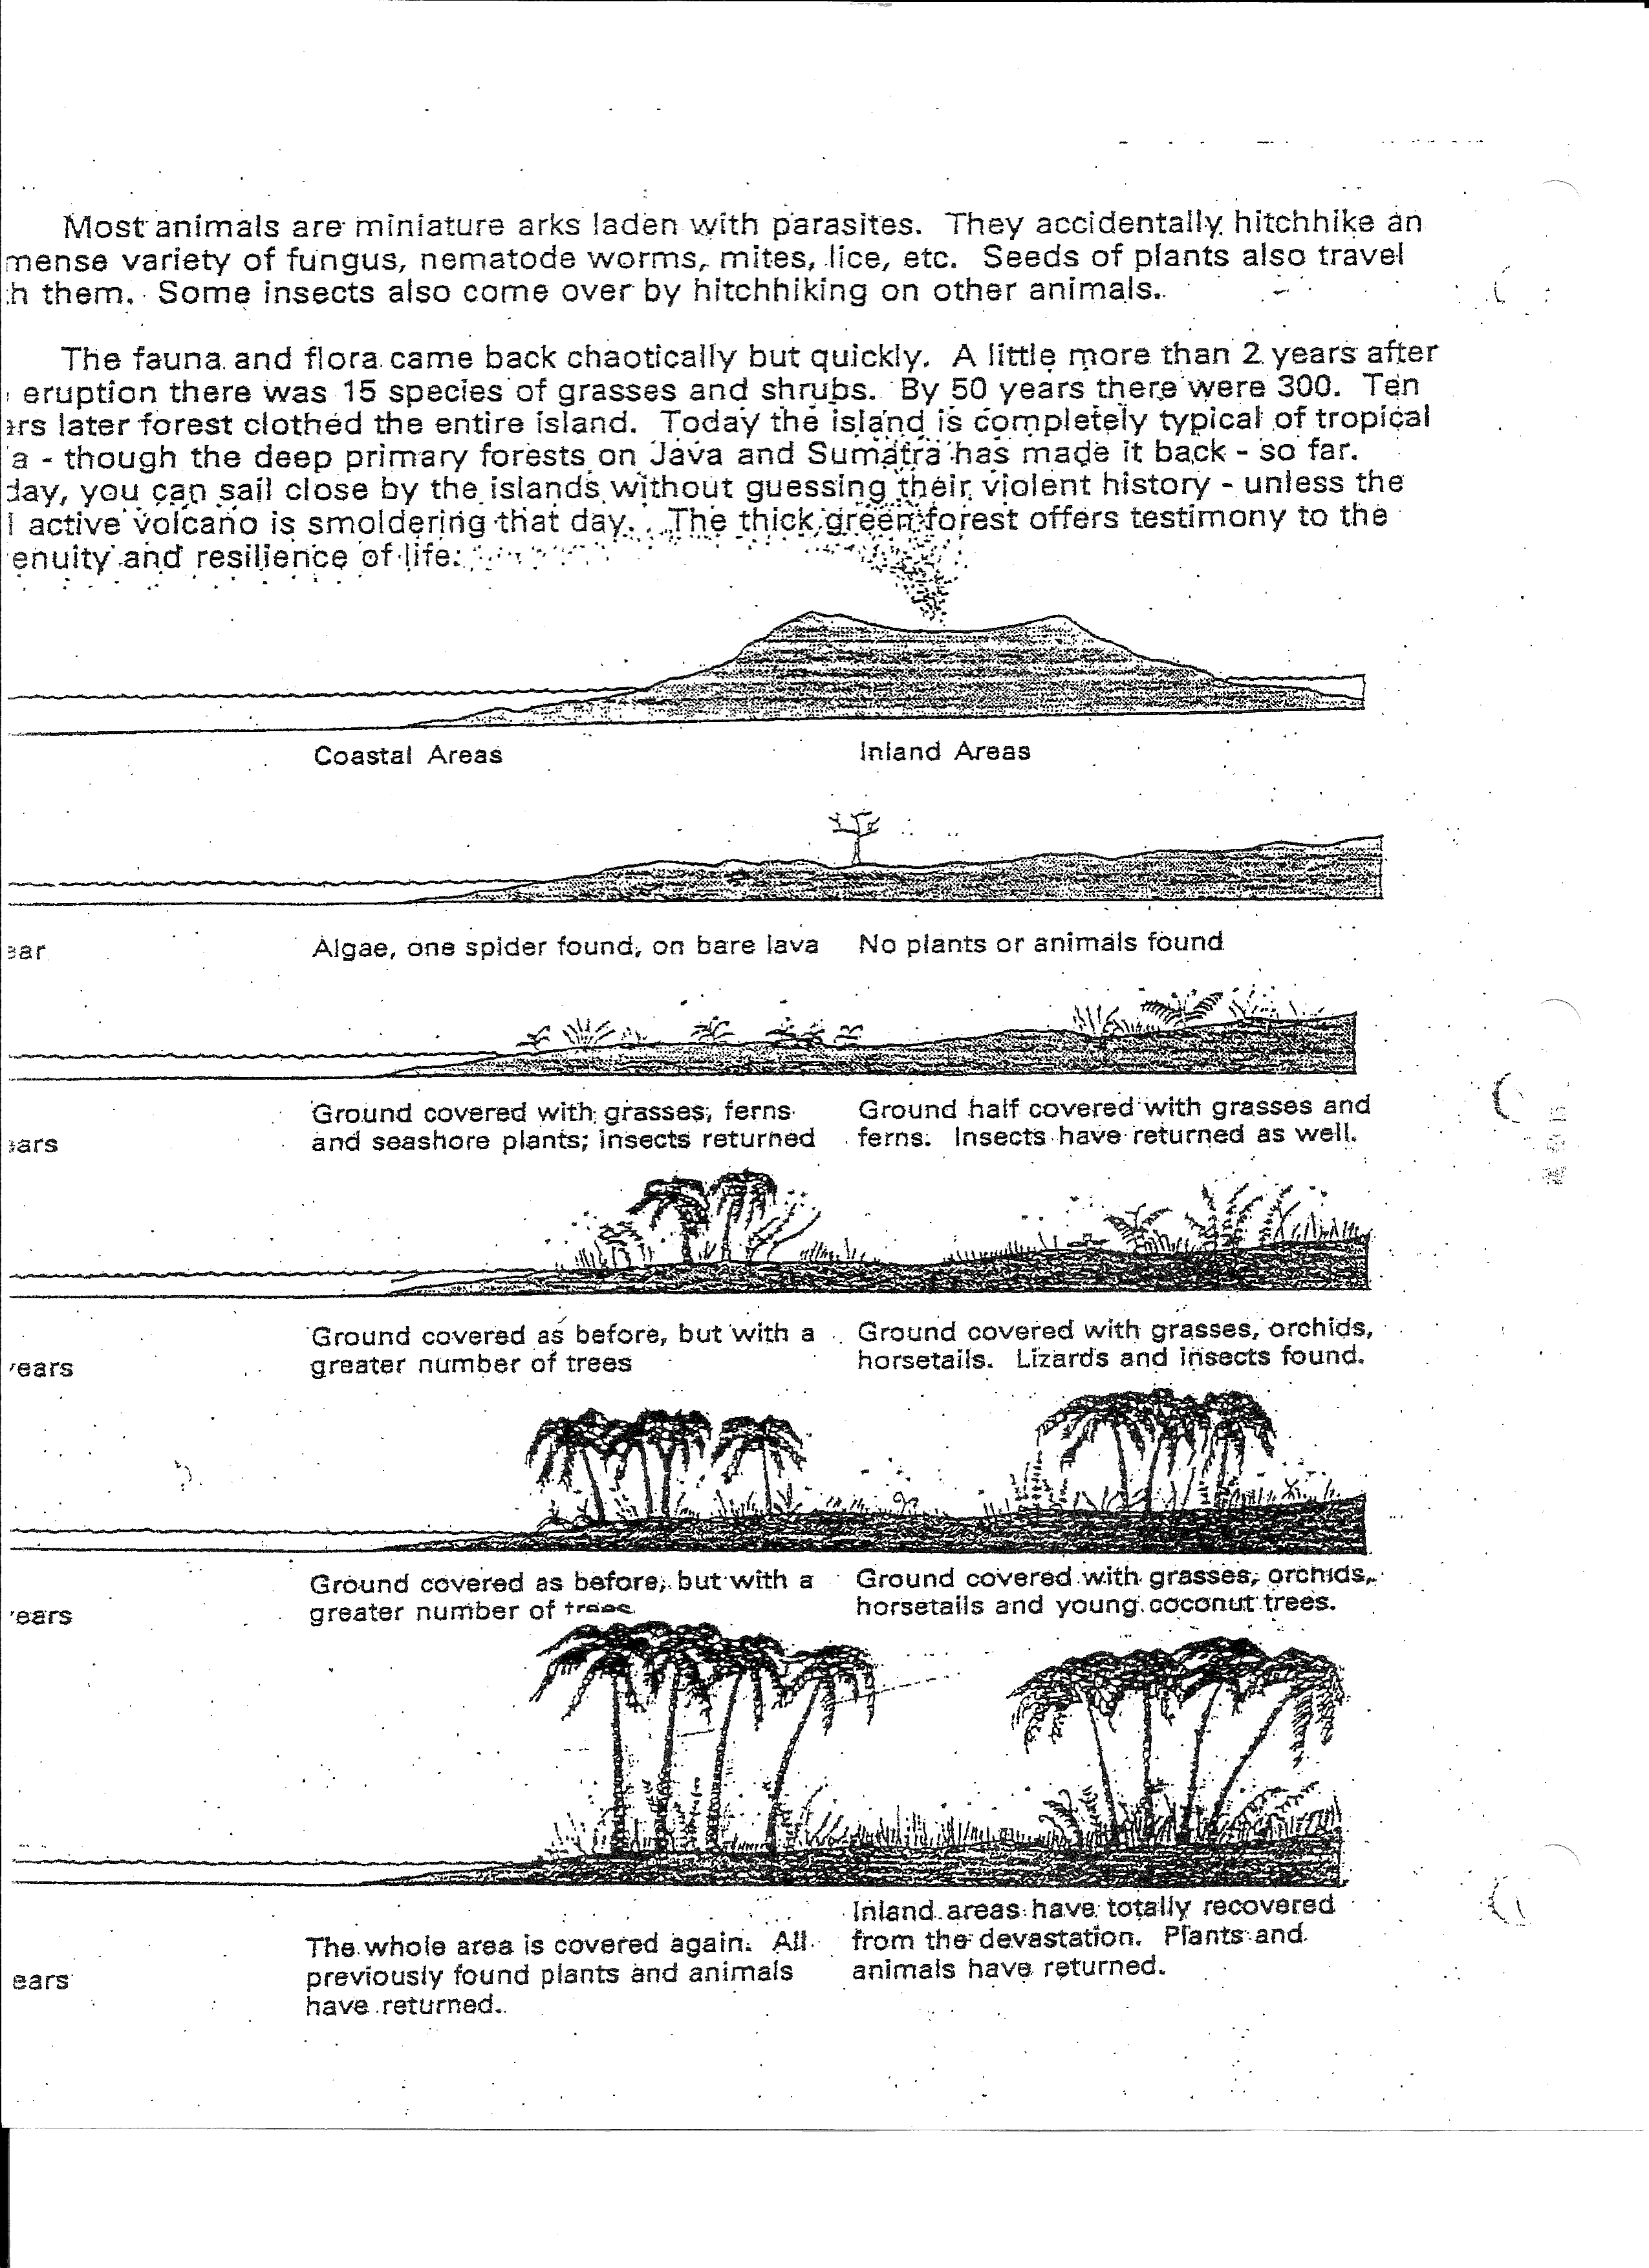 Most animals are miniature arks laden with parasites. They accidentally hitchhike an
mense variety of fungus, nematode worms, mites, lice, etc. Seeds of plants also travel
h them. Some insects also come over by hitchhiking on other animals.
The fauna and flora came back chaotically but quickly. A little more than 2 years after
eruption there was 15 species of grasses and shrubs. By 50 years there were 300. Ten
ers later forest clothed the entire island. Today the island is completely typical of tropical
a - though the deep primary forests on Java and Sumatra has made it back - so far.
day, you can sail close by the islands without guessing their violent history - unless the
l active volcano is smoldering that day. The thick green forest offers testimony to the
enuity and resilience of life.
Coastal Areas Inland Areas
ear Algae, one spider found, on bare lava No plants or animals found
Ground covered with grasses, ferns Ground half covered with grasses and
ears and seashore plants; insects returned ferns. Insects have returned as well.
Ground covered as before, but with a Ground covered with grasses, orchids,
years greater number of trees horsetails. Lizards and insects found.
Ground covered as before, but with a Ground covered with grasses, orchids,
ears greater number of trees horsetails and young coconut trees.
Inland areas have totally recovered
The whole area is covered again. All from the devastation. Plants and
ears previously found plants and animals animals have returned.
have returned.